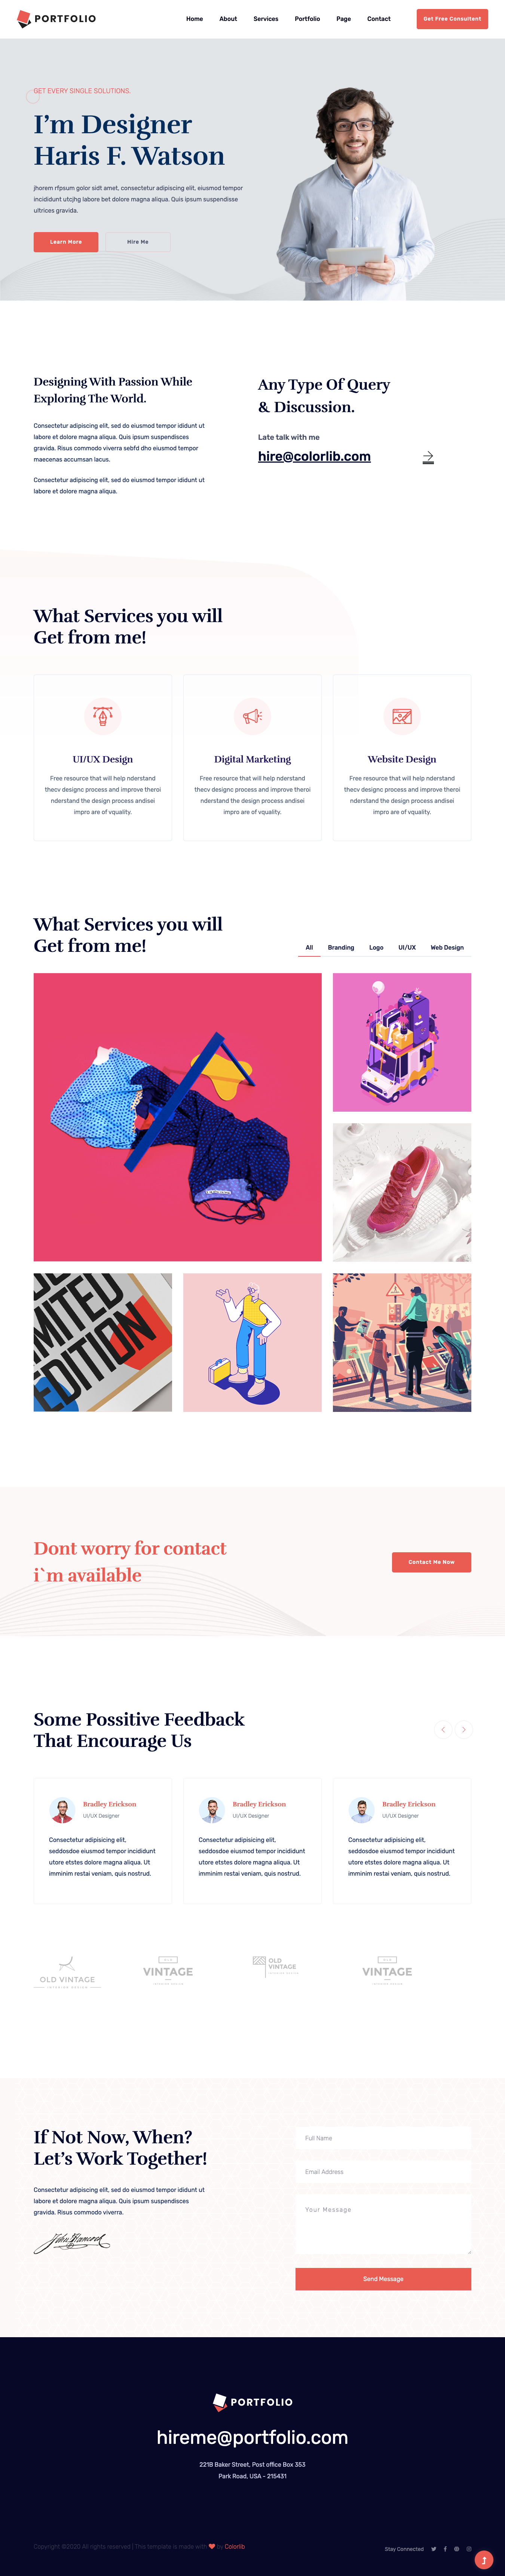 PORTFOLIO
Home About Services Portfolio Page Contact
Get Free Consultant
GET EVERY SINGLE SOLUTIONS.
I’m Designer
Haris F. Watson
jhorem rfpsum golor sidt amet, consectetur adipiscing elit, eiusmod tempor
incididunt utcjhg labore bet dolore magna aliqua. Quis ipsum suspendisse
ultrices gravida.
Learn More
Hire Me
Designing With Passion While
Exploring The World.
Consectetur adipiscing elit, sed do eiusmod tempor ididunt ut
labore et dolore magna aliqua. Quis ipsum suspendisces
gravida. Risus commodo viverra sebfd dho eiusmod tempor
maecenas accumsan lacus.
Consectetur adipiscing elit, sed do eiusmod tempor ididunt ut
labore et dolore magna aliqua.
Any Type Of Query
& Discussion.
Late talk with me
hire@colorlib.com
What Services you will
Get from me!
UI/UX Design
Free resource that will help nderstand
thecv designc process and improve theroi
nderstand the design process andisei
impro are of vquality.
Digital Marketing
Free resource that will help nderstand
thecv designc process and improve theroi
nderstand the design process andisei
impro are of vquality.
Website Design
Free resource that will help nderstand
thecv designc process and improve theroi
nderstand the design process andisei
impro are of vquality.
What Services you will
Get from me!
All Branding Logo UI/UX Web Design
MITED
EDITION
Dont worry for contact
i`m available
Contact Me Now
Some Possitive Feedback
That Encourage Us
Bradley Erickson
UI/UX Designer
Consectetur adipisicing elit,
seddosdoe eiusmod tempor incididunt
utore etstes dolore magna aliqua. Ut
imminim restai veniam, quis nostrud.
Bradley Erickson
UI/UX Designer
Consectetur adipisicing elit,
seddosdoe eiusmod tempor incididunt
utore etstes dolore magna aliqua. Ut
imminim restai veniam, quis nostrud.
Bradley Erickson
UI/UX Designer
Consectetur adipisicing elit,
seddosdoe eiusmod tempor incididunt
utore etstes dolore magna aliqua. Ut
imminim restai veniam, quis nostrud.
OLD VINTAGE
INTERIOR DESIGN
VINTAGE
OLD
VINTAGE
VINTAGE
If Not Now, When?
Let’s Work Together!
Consectetur adipiscing elit, sed do eiusmod tempor ididunt ut
labore et dolore magna aliqua. Quis ipsum suspendisces
gravida. Risus commodo viverra.
John Hancock
Full Name
Email Address
Your Message
Send Message
PORTFOLIO
hireme@portfolio.com
221B Baker Street, Post office Box 353
Park Road, USA - 215431
Copyright ©2020 All rights reserved | This template is made with by Colorlib
Stay Connected